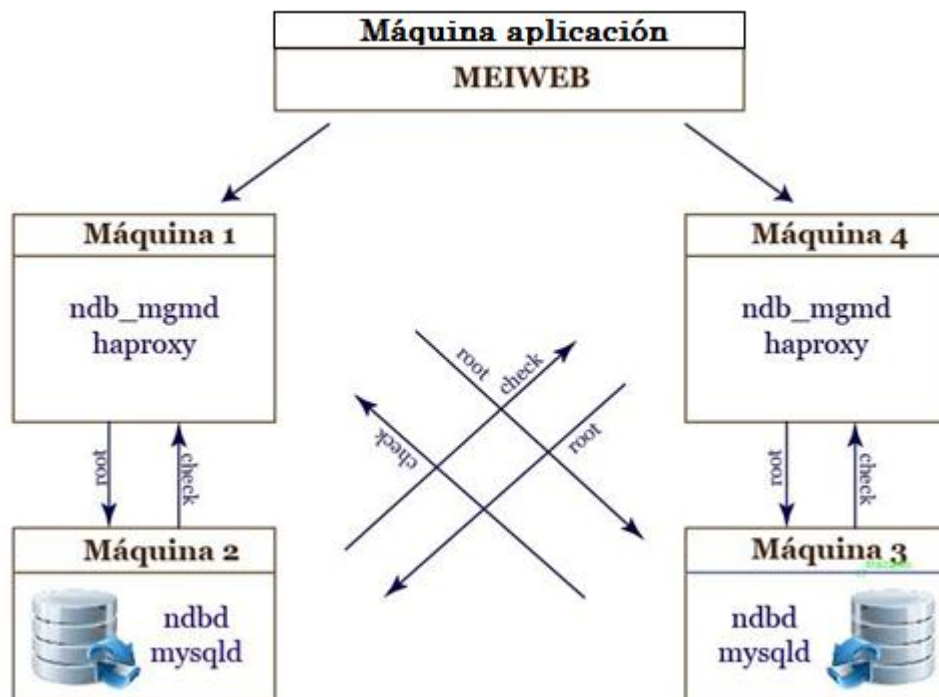 Máquina aplicación
MEIWEB
Máquina 1
ndb_mgmd
haproxy
Máquina 4
ndb_mgmd
haproxy
root
check
check
root
root
check
root
check
Máquina 2
ndbd
mysqld
Máquina 3
ndbd
mysqld